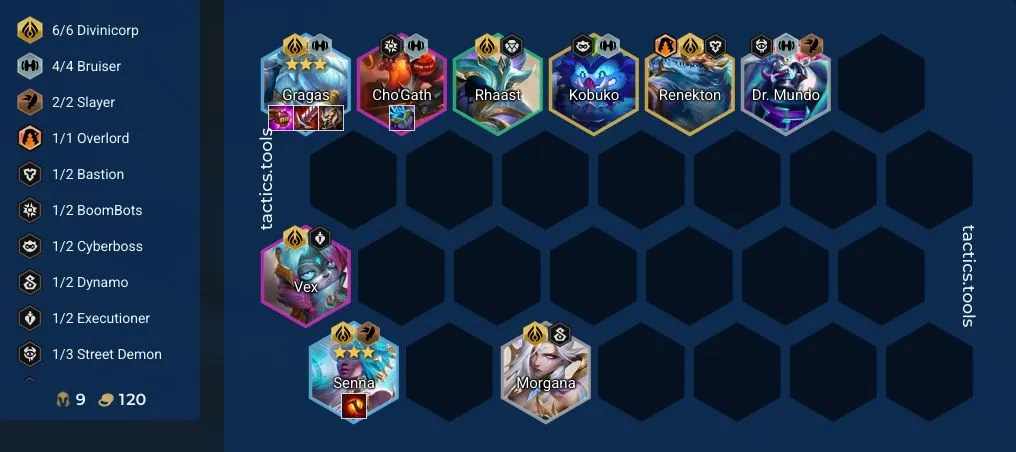 6/6 Divinicorp
4/4 Bruiser
2/2 Slayer
1/1 Overlord
1/2 Bastion
1/2 BoomBots
1/2 Cyberboss
1/2 Dynamo
1/2 Executioner
1/3 Street Demon
9 120
Gragas
Cho'Gath
Rhaast
Kobuko
Renekton
Dr. Mundo
tactics.tools
Vex
tactics.tools
Senna
Morgana